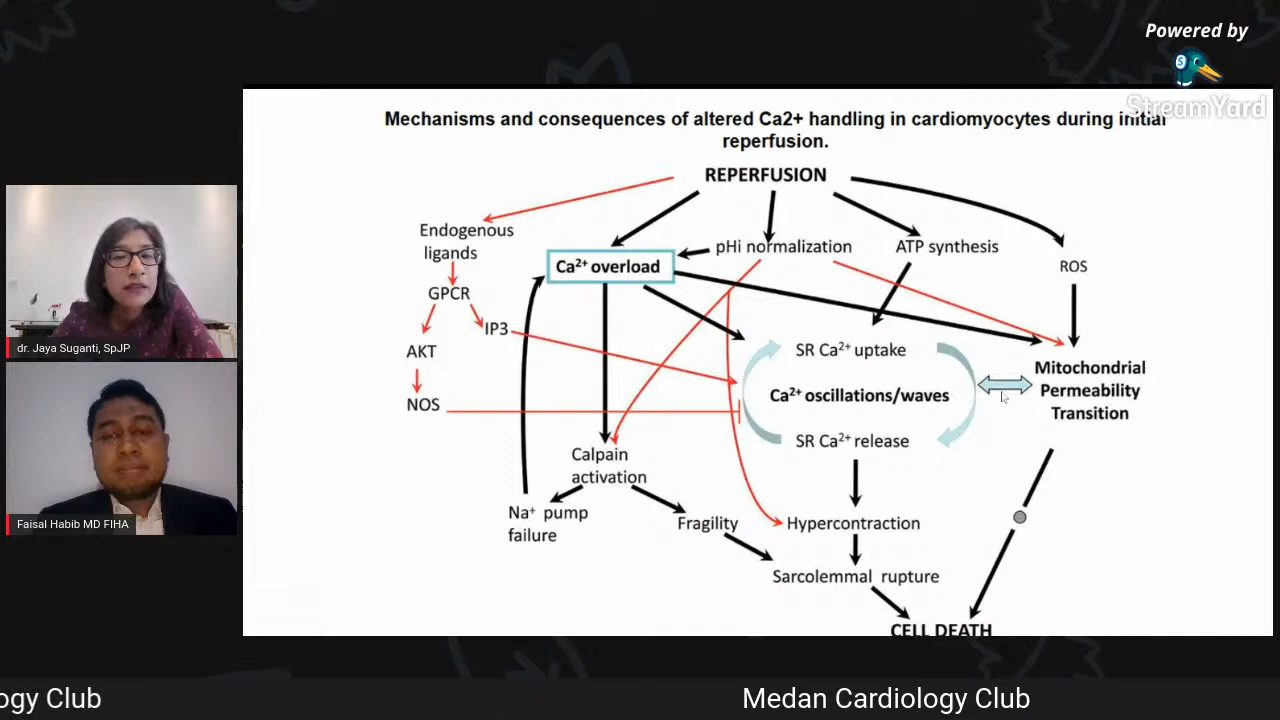 Powered by
S
StreamYard
Mechanisms and consequences of altered Ca2+ handling in cardiomyocytes during initial
reperfusion.
REPERFUSION
Endogenous
ligands
pHi normalization
ATP synthesis
Ca²⁺ overload
ROS
GPCR
IP3
AKT
SR Ca²⁺ uptake
Mitochondrial
Permeability
Transition
Ca²⁺ oscillations/waves
NOS
SR Ca²⁺ release
Calpain
activation
Na⁺ pump
failure
Fragility
Hypercontraction
Sarcolemmal rupture
CELL DEATH
dr. Jaya Suganti, SpJP
Faisal Habib MD FIHA
ogy Club
Medan Cardiology Club